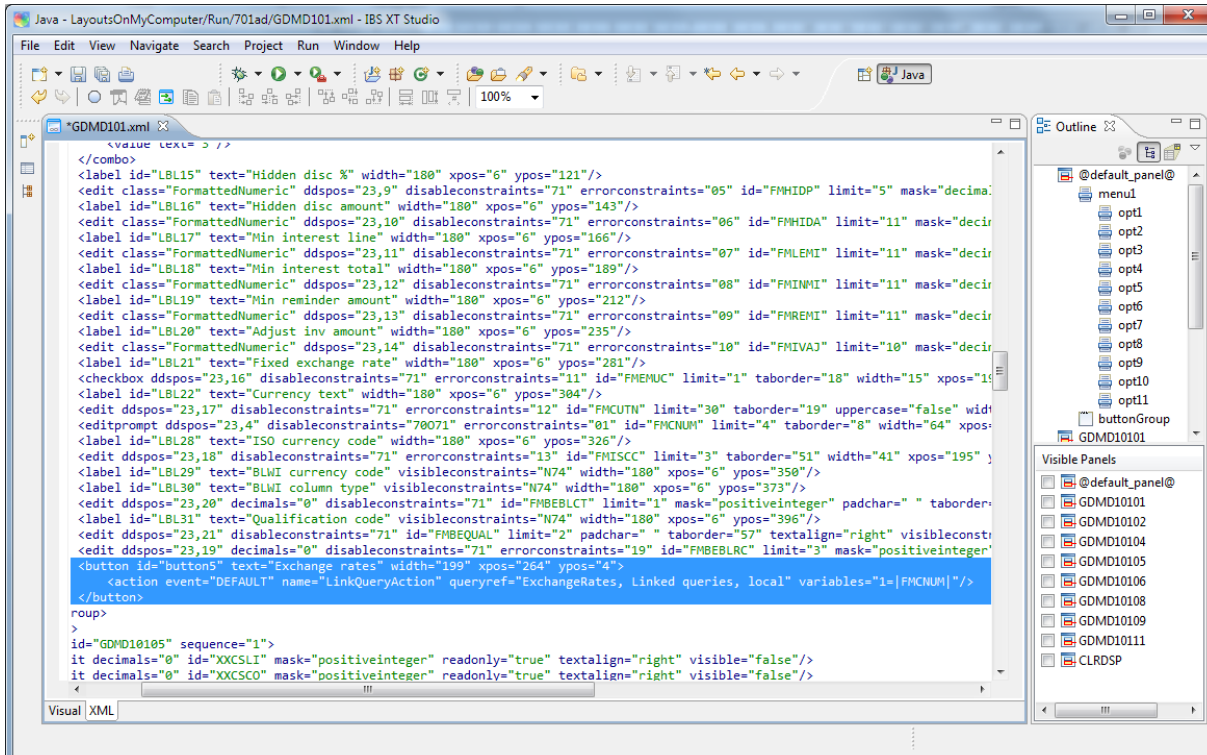 Java - LayoutsOnMyComputer/Run/701ad/GDMD101.xml - IBS XT Studio
File Edit View Navigate Search Project Run Window Help
Java
100%
*GDMD101.xml
<value text="3"/>
</combo>
<label id="LBL15" text="Hidden disc %" width="180" xpos="6" ypos="121"/>
<edit class="FormattedNumeric" ddspos="23,9" disableconstraints="71" errorconstraints="05" id="FMHIDP" limit="5" mask="decimal
<label id="LBL16" text="Hidden disc amount" width="180" xpos="6" ypos="143"/>
<edit class="FormattedNumeric" ddspos="23,10" disableconstraints="71" errorconstraints="06" id="FMHIDA" limit="11" mask="decim
<label id="LBL17" text="Min interest line" width="180" xpos="6" ypos="166"/>
<edit class="FormattedNumeric" ddspos="23,11" disableconstraints="71" errorconstraints="07" id="FMLEMI" limit="11" mask="decim
<label id="LBL18" text="Min interest total" width="180" xpos="6" ypos="189"/>
<edit class="FormattedNumeric" ddspos="23,12" disableconstraints="71" errorconstraints="08" id="FMINMI" limit="11" mask="decim
<label id="LBL19" text="Min reminder amount" width="180" xpos="6" ypos="212"/>
<edit class="FormattedNumeric" ddspos="23,13" disableconstraints="71" errorconstraints="09" id="FMREMI" limit="11" mask="decim
<label id="LBL20" text="Adjust inv amount" width="180" xpos="6" ypos="235"/>
<edit class="FormattedNumeric" ddspos="23,14" disableconstraints="71" errorconstraints="10" id="FMIVAJ" limit="10" mask="decim
<label id="LBL21" text="Fixed exchange rate" width="180" xpos="6" ypos="281"/>
<checkbox ddspos="23,16" disableconstraints="71" errorconstraints="11" id="FMEMUC" limit="1" taborder="18" width="15" xpos="19
<label id="LBL22" text="Currency text" width="180" xpos="6" ypos="304"/>
<edit ddspos="23,17" disableconstraints="71" errorconstraints="12" id="FMCUTN" limit="30" taborder="19" uppercase="false" widt
<editprompt ddspos="23,4" disableconstraints="70O71" errorconstraints="01" id="FMCNUM" limit="4" taborder="8" width="64" xpos=
<label id="LBL28" text="ISO currency code" width="180" xpos="6" ypos="326"/>
<edit ddspos="23,18" disableconstraints="71" errorconstraints="13" id="FMISCC" limit="3" taborder="51" width="41" xpos="195" y
<label id="LBL29" text="BLWI currency code" visibleconstraints="N74" width="180" xpos="6" ypos="350"/>
<label id="LBL30" text="BLWI column type" visibleconstraints="N74" width="180" xpos="6" ypos="373"/>
<edit ddspos="23,20" decimals="0" disableconstraints="71" id="FMBEBLCT" limit="1" mask="positiveinteger" padchar=" " taborder=
<label id="LBL31" text="Qualification code" visibleconstraints="N74" width="180" xpos="6" ypos="396"/>
<edit ddspos="23,21" disableconstraints="71" id="FMBEQUAL" limit="2" padchar=" " taborder="57" textalign="right" visibleconstr
<edit ddspos="23,19" decimals="0" disableconstraints="71" errorconstraints="19" id="FMBEBLRC" limit="3" mask="positiveinteger"
<button id="button5" text="Exchange rates" width="199" xpos="264" ypos="4">
<action event="DEFAULT" name="LinkQueryAction" queryref="ExchangeRates, Linked queries, local" variables="1=|FMCNUM|"/>
</button>
roup>
>
id="GDMD10105" sequence="1">
it decimals="0" id="XXCSLI" mask="positiveinteger" readonly="true" textalign="right" visible="false"/>
it decimals="0" id="XXCSCO" mask="positiveinteger" readonly="true" textalign="right" visible="false"/>
Visual XML
Outline
@default_panel@
menu1
opt1
opt2
opt3
opt4
opt5
opt6
opt7
opt8
opt9
opt10
opt11
buttonGroup
GDMD10101
Visible Panels
@default_panel@
GDMD10101
GDMD10102
GDMD10104
GDMD10105
GDMD10106
GDMD10108
GDMD10109
GDMD10111
CLRDSP